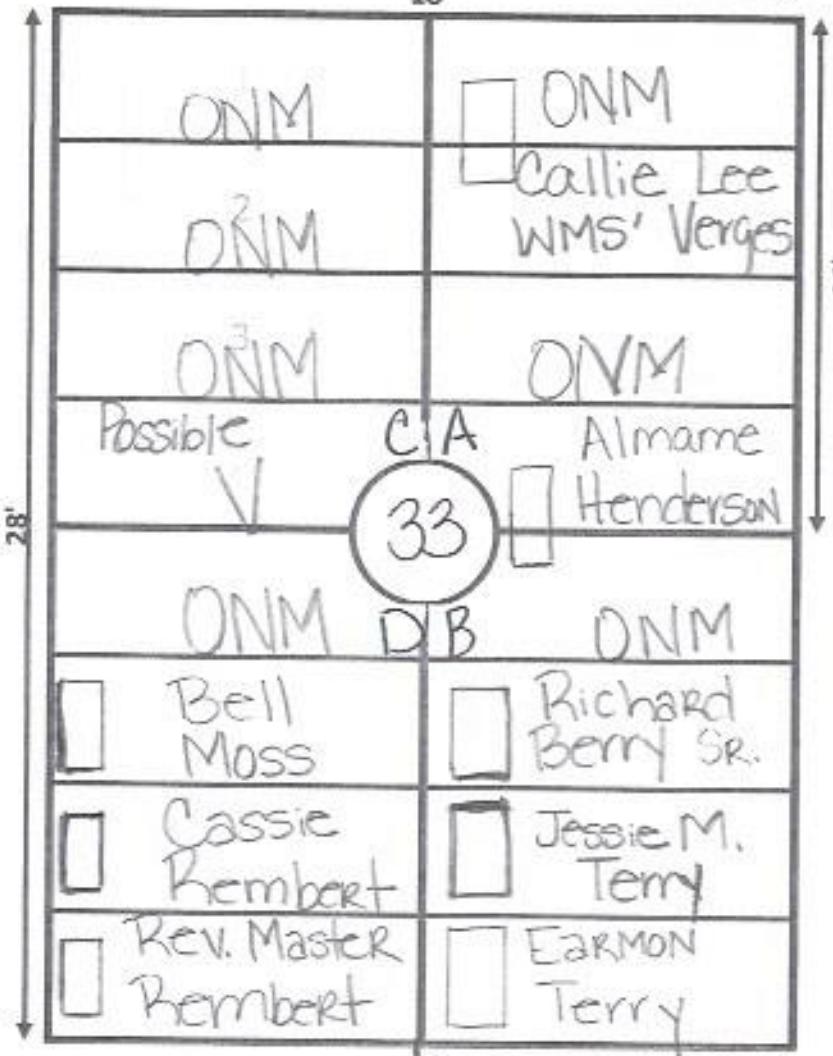 ONM
ONM
Callie Lee
WMS' Verges
2
ONM
3
ONM
ONM
Possible
V
C A
Almame
Henderson
28'
33
ONM
D B
ONM
Bell
Moss
Richard
Berry SR.
Cassie
Rembert
Jessie M.
Terry
Rev. Master
Rembert
EARMON
Terry